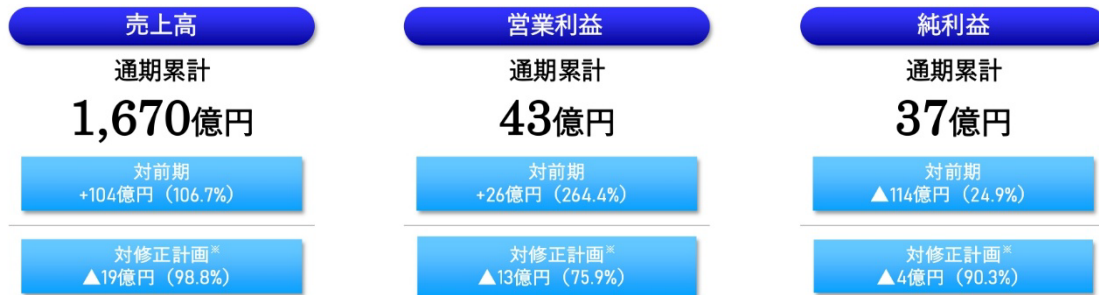 売上高
通期累計
1,670億円
対前期
+104億円（106.7%）
対修正計画※
▲19億円（98.8%）
営業利益
通期累計
43億円
対前期
+26億円（264.4%）
対修正計画※
▲13億円（75.9%）
純利益
通期累計
37億円
対前期
▲114億円（24.9%）
対修正計画※
▲4億円（90.3%）